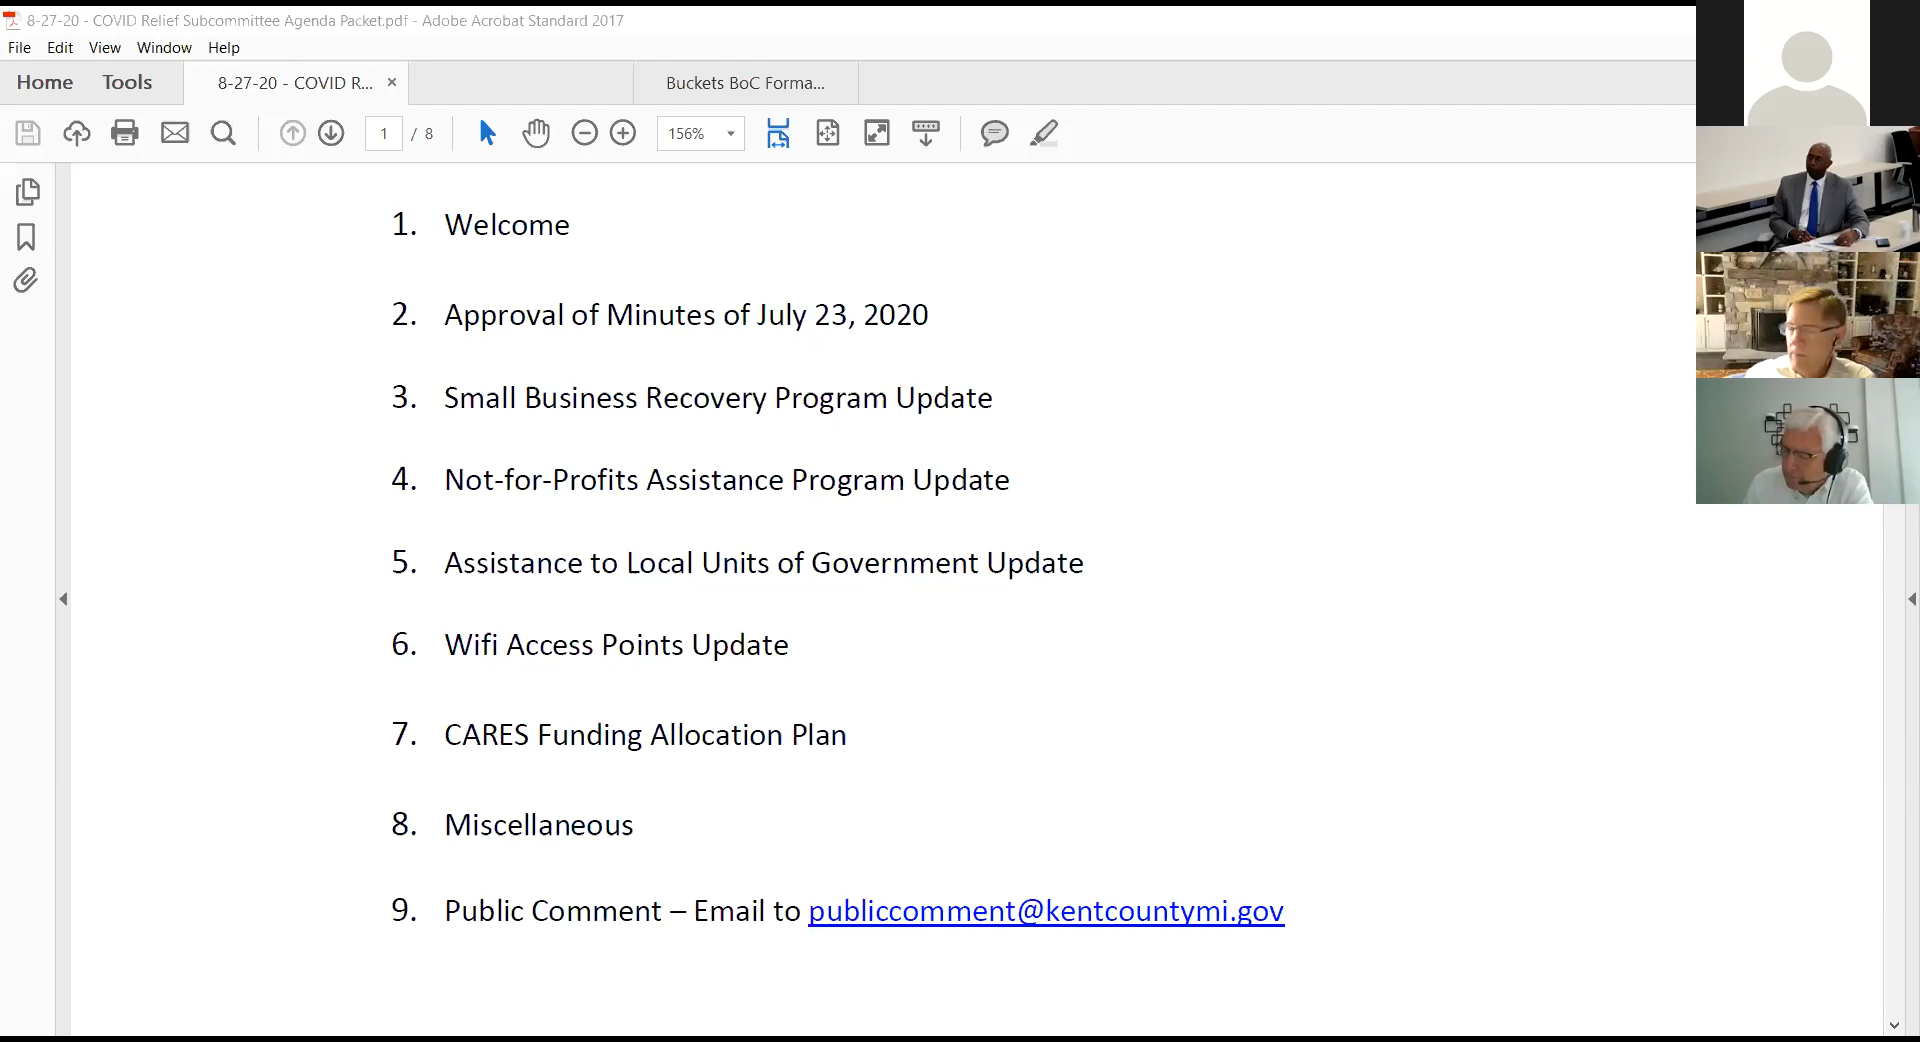 8-27-20 - COVID Relief Subcommittee Agenda Packet.pdf - Adobe Acrobat Standard 2017
File Edit View Window Help
Home Tools 8-27-20 - COVID R... × Buckets BoC Forma...
1 / 8 156%
1. Welcome
2. Approval of Minutes of July 23, 2020
3. Small Business Recovery Program Update
4. Not-for-Profits Assistance Program Update
5. Assistance to Local Units of Government Update
6. Wifi Access Points Update
7. CARES Funding Allocation Plan
8. Miscellaneous
9. Public Comment – Email to publiccomment@kentcountymi.gov